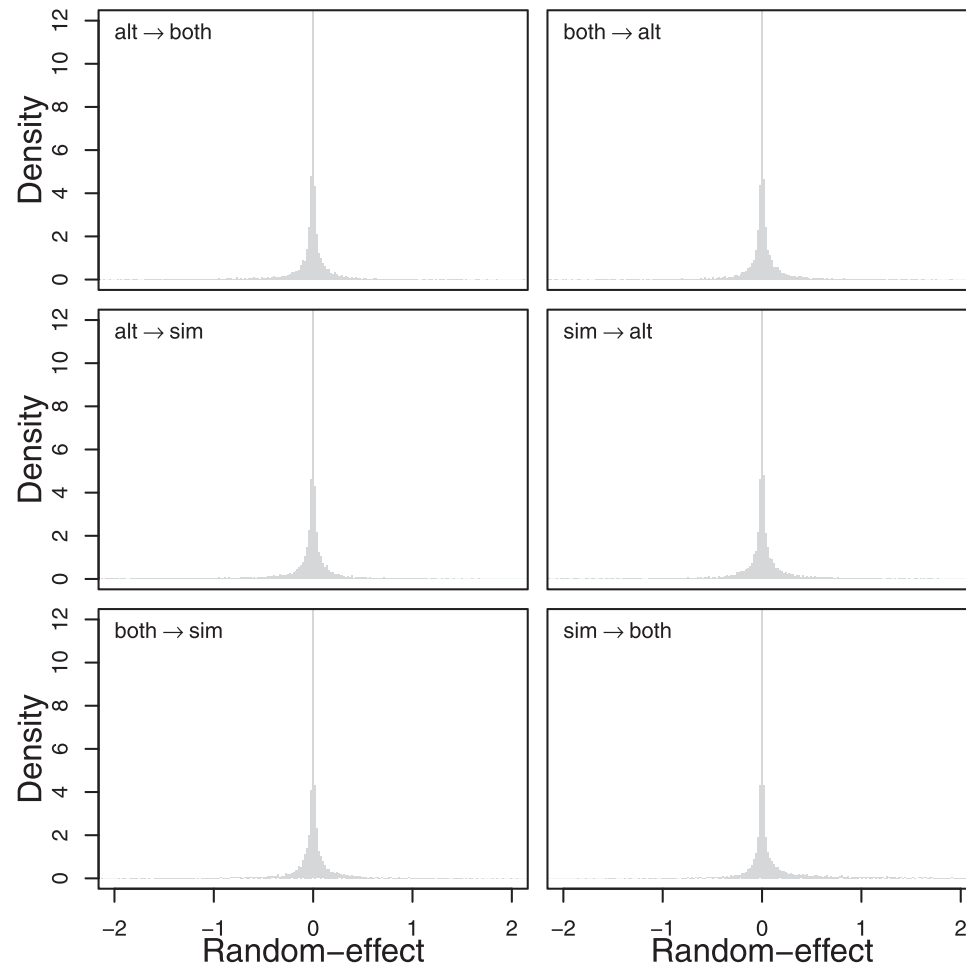 alt → both
both → alt
Density
12
10
8
6
4
2
0
alt → sim
sim → alt
Density
12
10
8
6
4
2
0
both → sim
sim → both
Density
12
10
8
6
4
2
0
−2 −1 0 1 2
−2 −1 0 1 2
Random−effect
Random−effect